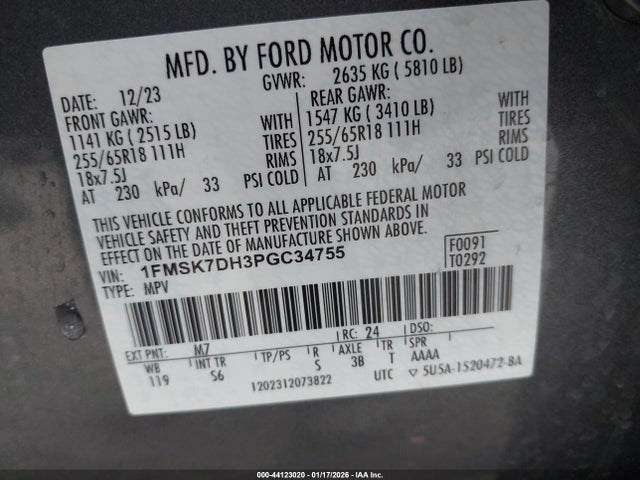 MFD. BY FORD MOTOR CO.
DATE: 12/23 GVWR: 2635 KG ( 5810 LB)
FRONT GAWR: REAR GAWR:
1141 KG ( 2515 LB) WITH 1547 KG ( 3410 LB) WITH
255/65R18 111H TIRES 255/65R18 111H TIRES
18x7.5J RIMS 18x7.5J RIMS
AT 230 kPa/ 33 PSI COLD AT 230 kPa/ 33 PSI COLD
THIS VEHICLE CONFORMS TO ALL APPLICABLE FEDERAL MOTOR
VEHICLE SAFETY AND THEFT PREVENTION STANDARDS IN
EFFECT ON THE DATE OF MANUFACTURE SHOWN ABOVE.
VIN: 1FMSK7DH3PGC34755 F0091
TYPE: MPV T0292
EXT PNT: M7 RC: 24 DSO:
WB INT TR TP/PS R AXLE TR SPR
119 S6 S 3B T AAAA
1202312073822 UTC ▽ 5U5A-1520472-BA
000-44123020 - 01/17/2026 - COPYRIGHT IAA, Inc.